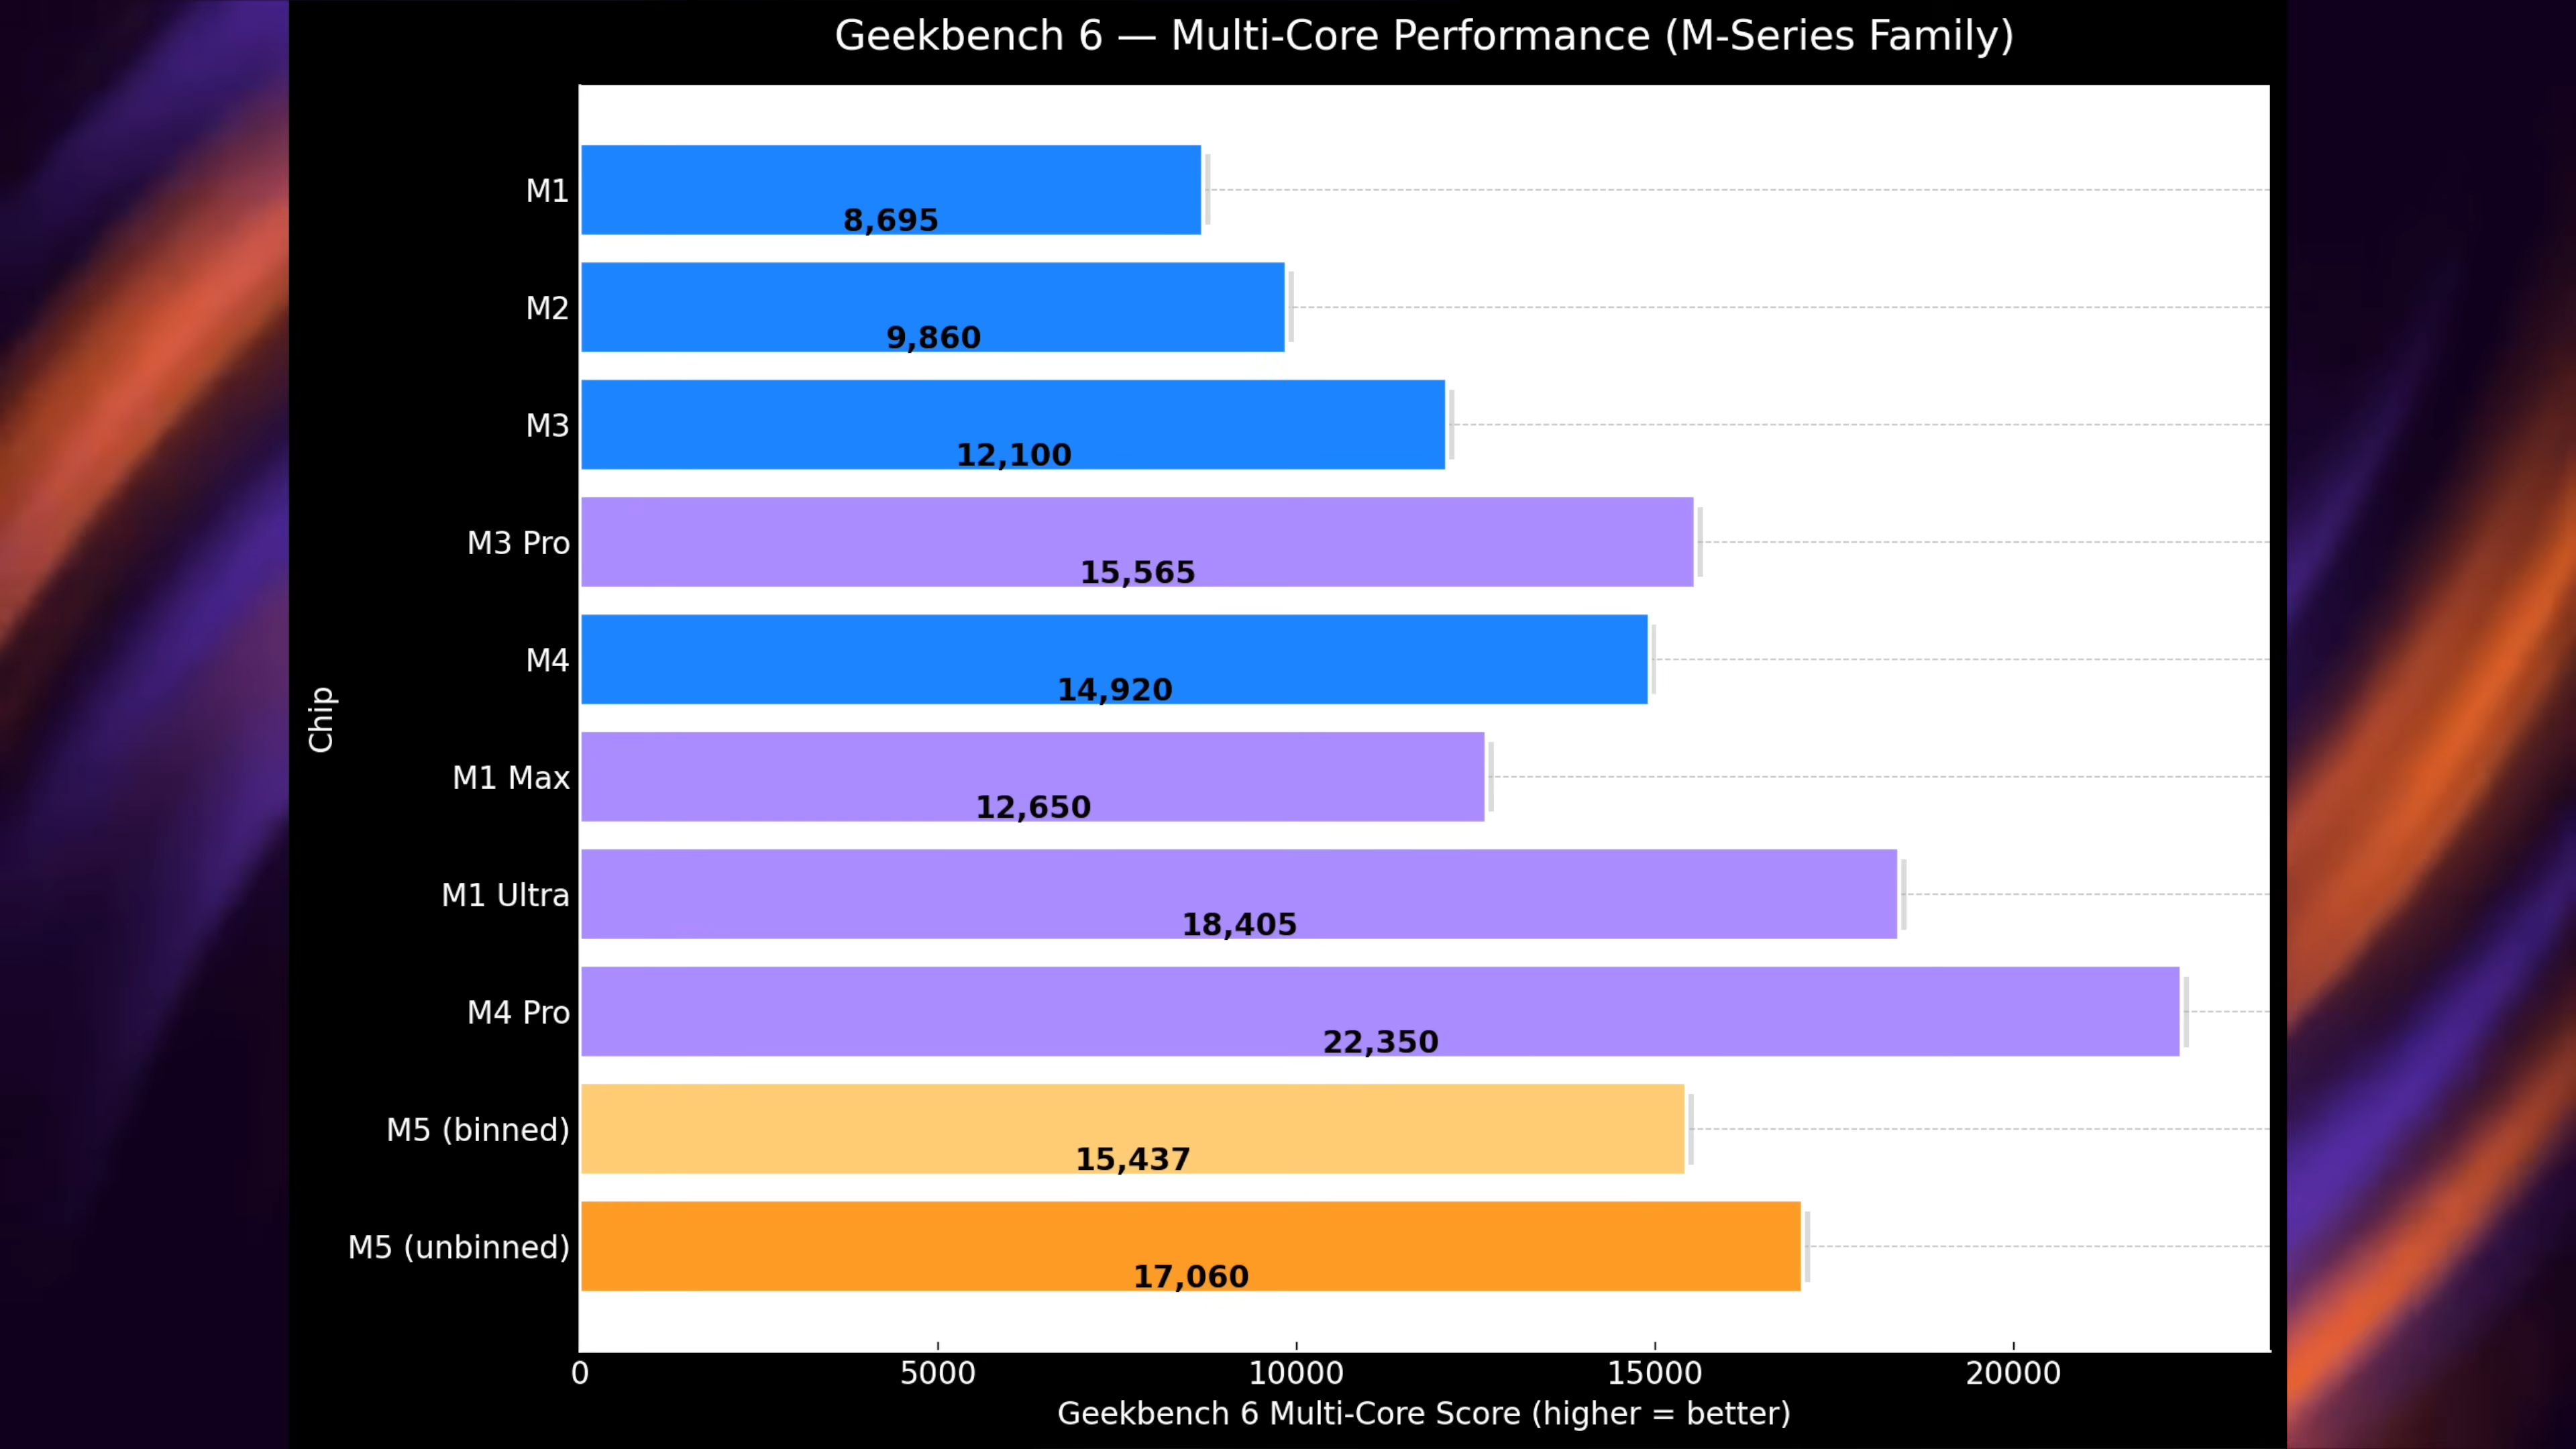 Geekbench 6 — Multi-Core Performance (M-Series Family)
Chip
M1
8,695
M2
9,860
M3
12,100
M3 Pro
15,565
M4
14,920
M1 Max
12,650
M1 Ultra
18,405
M4 Pro
22,350
M5 (binned)
15,437
M5 (unbinned)
17,060
0 5000 10000 15000 20000
Geekbench 6 Multi-Core Score (higher = better)